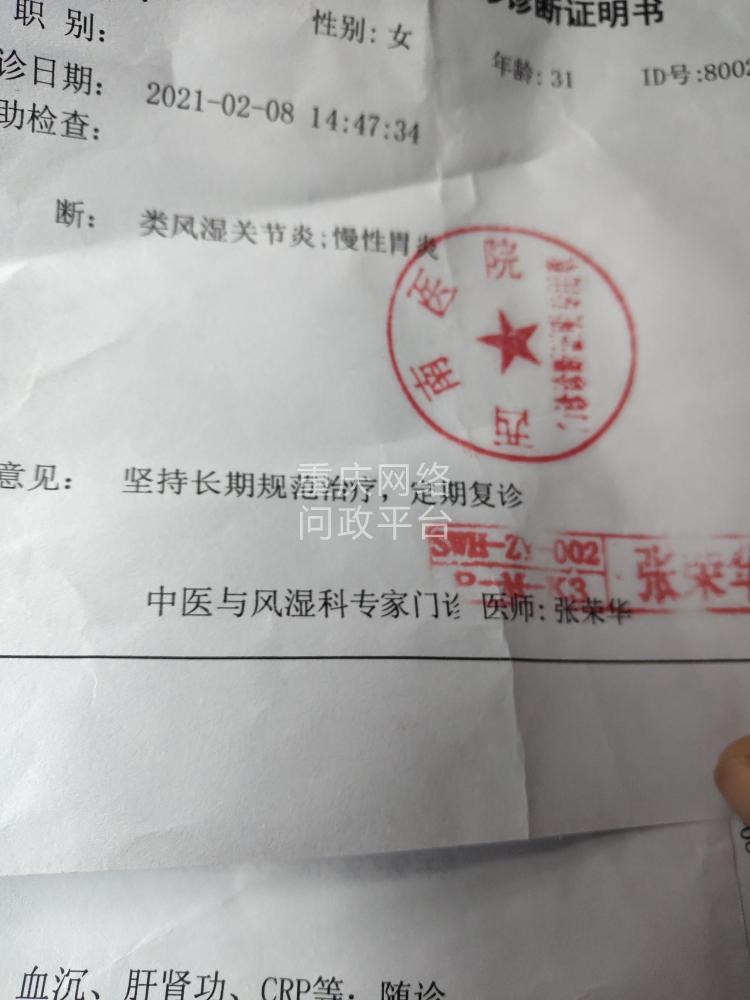 诊断证明书
职 别:
性别: 女
年龄: 31
ID号:8002
诊日期:
2021-02-08 14:47:34
助检查:
断: 类风湿关节炎;慢性胃炎
西南医院
意见: 坚持长期规范治疗, 定期复诊
重庆网络
问政平台
002
张荣华
中医与风湿科专家门诊 医师: 张荣华
血沉、肝肾功、CRP等; 随诊